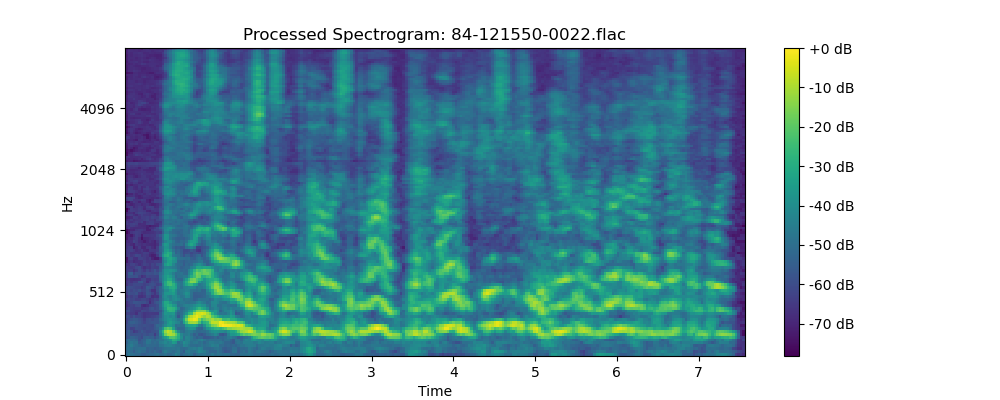 Processed Spectrogram: 84-121550-0022.flac
Hz
4096
2048
1024
512
0
0 1 2 3 4 5 6 7
Time
+0 dB
-10 dB
-20 dB
-30 dB
-40 dB
-50 dB
-60 dB
-70 dB